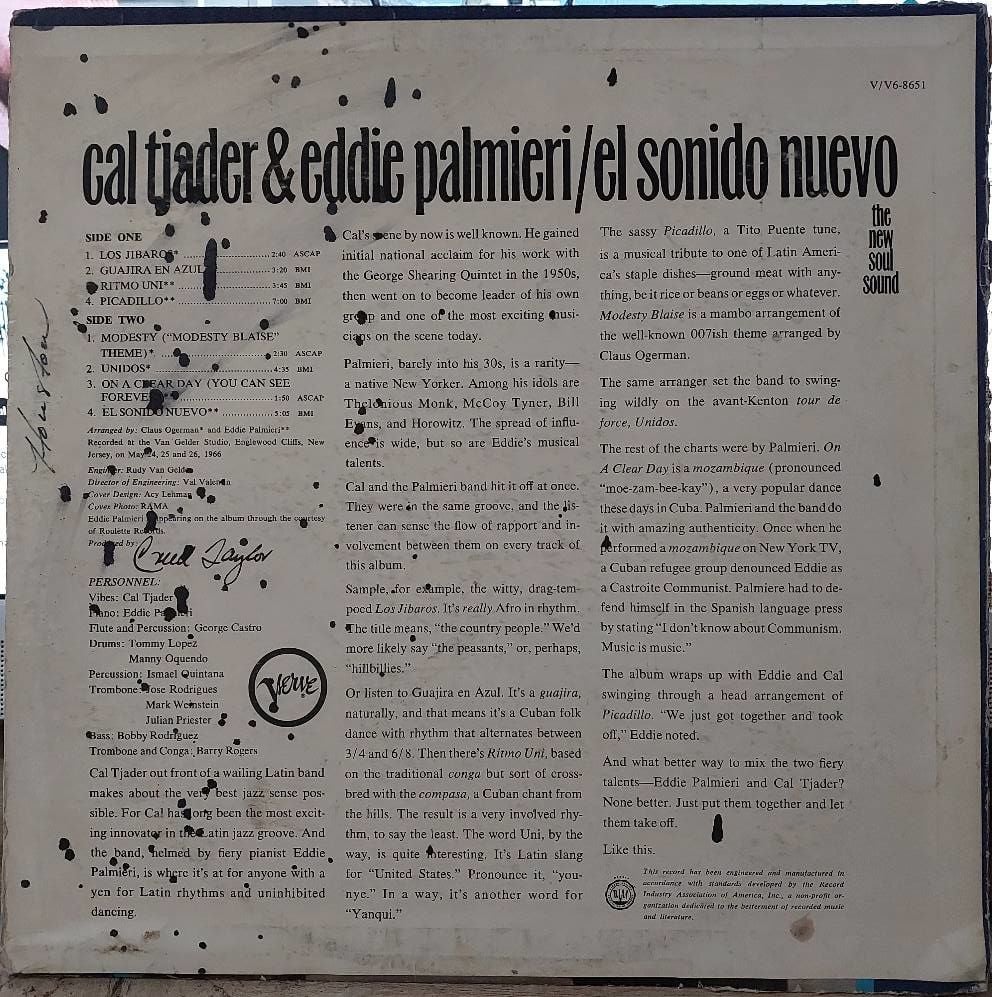 V/V6-8651
cal tjader & eddie palmieri/el sonido nuevo
the
new
soul
sound
SIDE ONE
1. LOS JIBAROS* 2:40 ASCAP
2. GUAJIRA EN AZUL 3:20 BMI
RITMO UNI** 3:45 BMI
4. PICADILLO** 7:00 BMI
SIDE TWO
1. MODESTY ("MODESTY BLAISE"
THEME)* 2:30 ASCAP
2. UNIDOS* 4:35 BMI
3. ON A CLEAR DAY (YOU CAN SEE
FOREVER) 1:50 ASCAP
4. EL SONIDO NUEVO** 5:05 BMI
Arranged by: Claus Ogerman* and Eddie Palmieri**
Recorded at the Van Gelder Studio, Englewood Cliffs, New
Jersey, on May 24, 25 and 26, 1966
Engineer: Rudy Van Gelder
Director of Engineering: Val Valentin
Cover Design: Acy Lehman
Cover Photo: RAMA
Eddie Palmieri appearing on the album through the courtesy
of Roulette Records.
Produced by:
Creed Taylor
PERSONNEL:
Vibes: Cal Tjader
Piano: Eddie Palmieri
Flute and Percussion: George Castro
Drums: Tommy Lopez
Manny Oquendo
Percussion: Ismael Quintana
Trombone: Jose Rodrigues
Mark Weinstein
Julian Priester
Bass: Bobby Rodriguez
Trombone and Conga: Barry Rogers
Verve
Cal Tjader out front of a wailing Latin band
makes about the very best jazz sense pos-
sible. For Cal has long been the most excit-
ing innovator in the Latin jazz groove. And
the band, helmed by fiery pianist Eddie
Palmieri, is where it's at for anyone with a
yen for Latin rhythms and uninhibited
dancing.
Cal's scene by now is well known. He gained
initial national acclaim for his work with
the George Shearing Quintet in the 1950s,
then went on to become leader of his own
group and one of the most exciting musi-
cians on the scene today.
Palmieri, barely into his 30s, is a rarity—
a native New Yorker. Among his idols are
Thelonious Monk, McCoy Tyner, Bill
Evans, and Horowitz. The spread of influ-
ence is wide, but so are Eddie's musical
talents.
Cal and the Palmieri band hit it off at once.
They were in the same groove, and the lis-
tener can sense the flow of rapport and in-
volvement between them on every track of
this album.
Sample, for example, the witty, drag-tem-
poed Los Jibaros. It's really Afro in rhythm.
The title means, "the country people." We'd
more likely say "the peasants," or, perhaps,
"hillbillies."
Or listen to Guajira en Azul. It's a guajira,
naturally, and that means it's a Cuban folk
dance with rhythm that alternates between
3/4 and 6/8. Then there's Ritmo Uni, based
on the traditional conga but sort of cross-
bred with the compasa, a Cuban chant from
the hills. The result is a very involved rhy-
thm, to say the least. The word Uni, by the
way, is quite interesting. It's Latin slang
for "United States." Pronounce it, "you-
nye." In a way, it's another word for
"Yanqui."
The sassy Picadillo, a Tito Puente tune,
is a musical tribute to one of Latin Ameri-
ca's staple dishes—ground meat with any-
thing, be it rice or beans or eggs or whatever.
Modesty Blaise is a mambo arrangement of
the well-known 007ish theme arranged by
Claus Ogerman.
The same arranger set the band to swing-
ing wildly on the avant-Kenton tour de
force, Unidos.
The rest of the charts were by Palmieri. On
A Clear Day is a mozambique (pronounced
"moe-zam-bee-kay"), a very popular dance
these days in Cuba. Palmieri and the band do
it with amazing authenticity. Once when he
performed a mozambique on New York TV,
a Cuban refugee group denounced Eddie as
a Castroite Communist. Palmiere had to de-
fend himself in the Spanish language press
by stating "I don't know about Communism.
Music is music."
The album wraps up with Eddie and Cal
swinging through a head arrangement of
Picadillo. "We just got together and took
off," Eddie noted.
And what better way to mix the two fiery
talents—Eddie Palmieri and Cal Tjader?
None better. Just put them together and let
them take off.
Like this.
This record has been engineered and manufactured in
accordance with standards developed by the Record
Industry Association of America, Inc., a non-profit or-
ganization dedicated to the betterment of recorded music
and literature.
Houston